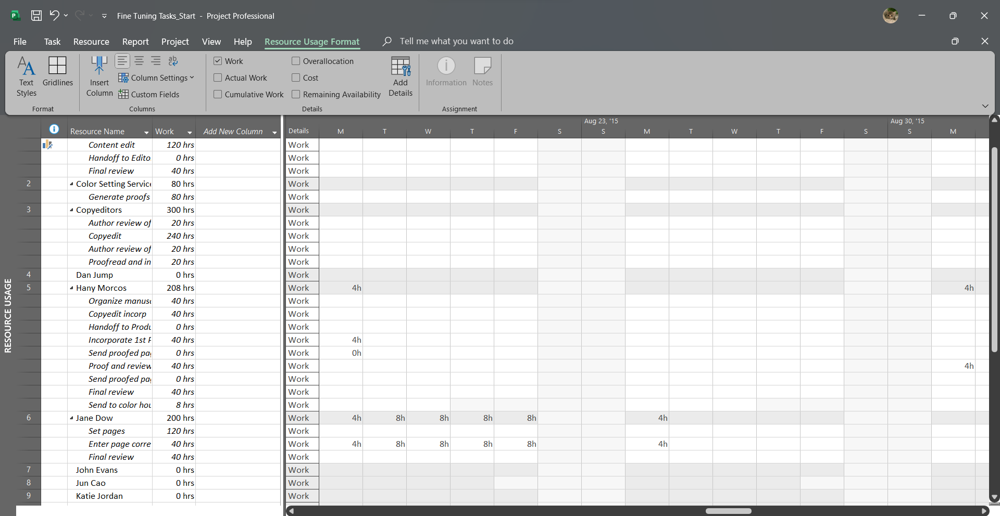 Fine Tuning Tasks_Start - Project Professional
File Task Resource Report Project View Help Resource Usage Format Tell me what you want to do
Text Styles
Gridlines
Format
Insert Column
Column Settings
Custom Fields
Columns
Work
Actual Work
Cumulative Work
Overallocation
Cost
Remaining Availability
Add Details
Details
Information
Notes
Assignment
RESOURCE USAGE
Aug 23, '15 Aug 30, '15
Resource Name Work Add New Column Details M T W T F S S M T W T F S S M
Content edit 120 hrs Work
Handoff to Edito 0 hrs Work
Final review 40 hrs Work
2 Color Setting Service 80 hrs Work
Generate proofs 80 hrs Work
3 Copyeditors 300 hrs Work
Author review of 20 hrs Work
Copyedit 240 hrs Work
Author review of 20 hrs Work
Proofread and in 20 hrs Work
4 Dan Jump 0 hrs Work
5 Hany Morcos 208 hrs Work 4h 4h
Organize manusc 40 hrs Work
Copyedit incorp 40 hrs Work
Handoff to Produ 0 hrs Work
Incorporate 1st P 40 hrs Work 4h
Send proofed pag 0 hrs Work 0h
Proof and review 40 hrs Work 4h
Send proofed pag 0 hrs Work
Final review 40 hrs Work
Send to color hou 8 hrs Work
6 Jane Dow 200 hrs Work 4h 8h 8h 8h 8h 4h
Set pages 120 hrs Work
Enter page corre 40 hrs Work 4h 8h 8h 8h 8h 4h
Final review 40 hrs Work
7 John Evans 0 hrs Work
8 Jun Cao 0 hrs Work
9 Katie Jordan 0 hrs Work